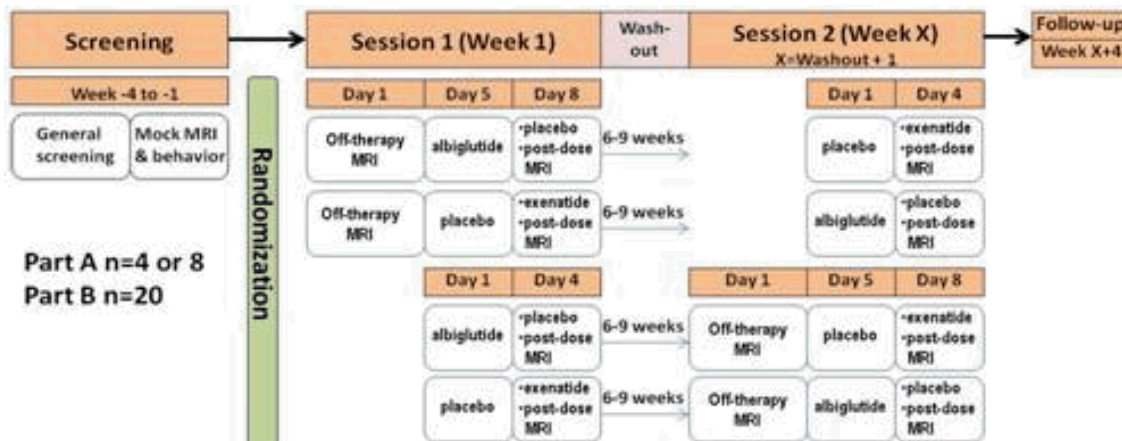 Screening
Session 1 (Week 1)
Wash-
out
Session 2 (Week X)
X=Washout + 1
Follow-up
Week X+4
Week -4 to -1
General
screening
Mock MRI
& behavior
Randomization
Part A n=4 or 8
Part B n=20
Day 1 Day 5 Day 8
Day 1 Day 4
Off-therapy
MRI
albiglutide
•placebo
•post-dose
MRI
6-9 weeks
placebo
•exenatide
•post-dose
MRI
Off-therapy
MRI
placebo
•exenatide
•post-dose
MRI
6-9 weeks
albiglutide
•placebo
•post-dose
MRI
Day 1 Day 4
Day 1 Day 5 Day 8
albiglutide
•placebo
•post-dose
MRI
6-9 weeks
Off-therapy
MRI
placebo
•exenatide
•post-dose
MRI
placebo
•exenatide
•post-dose
MRI
6-9 weeks
Off-therapy
MRI
albiglutide
•placebo
•post-dose
MRI